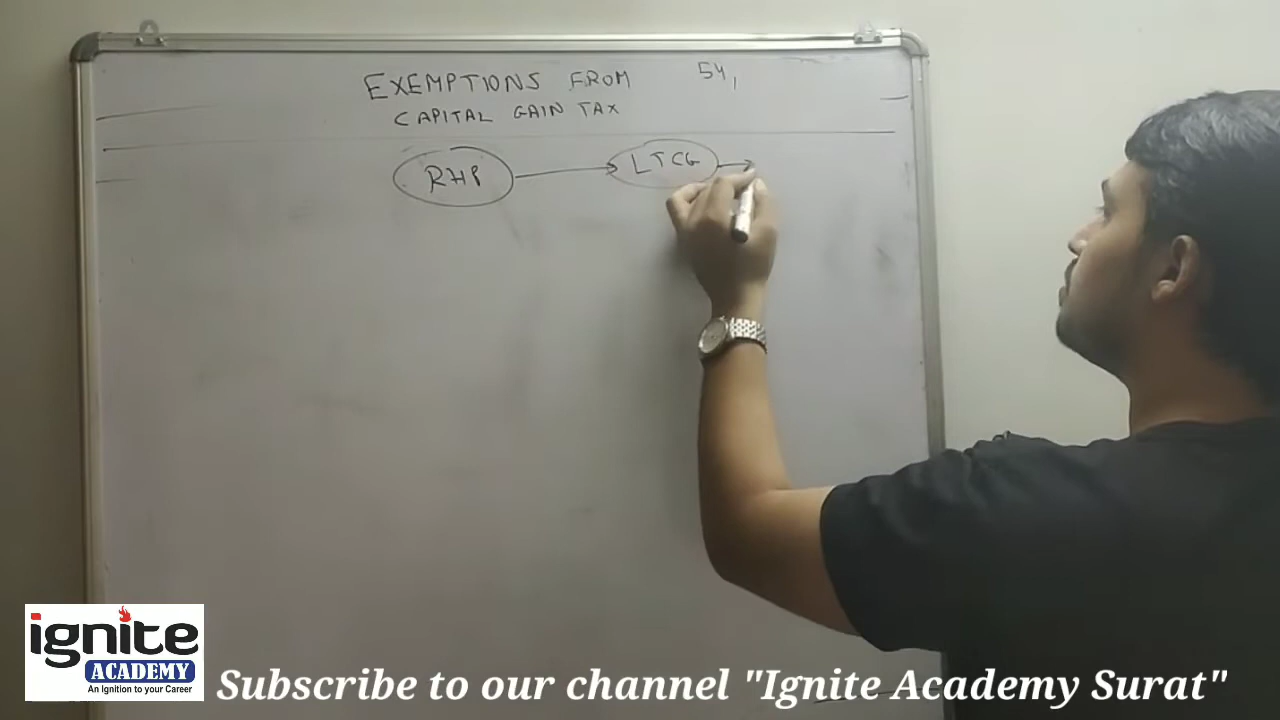 EXEMPTIONS FROM 54,
CAPITAL GAIN TAX
RHP
LTCG
ignite
ACADEMY
An Ignition to your Career
Subscribe to our channel "Ignite Academy Surat"